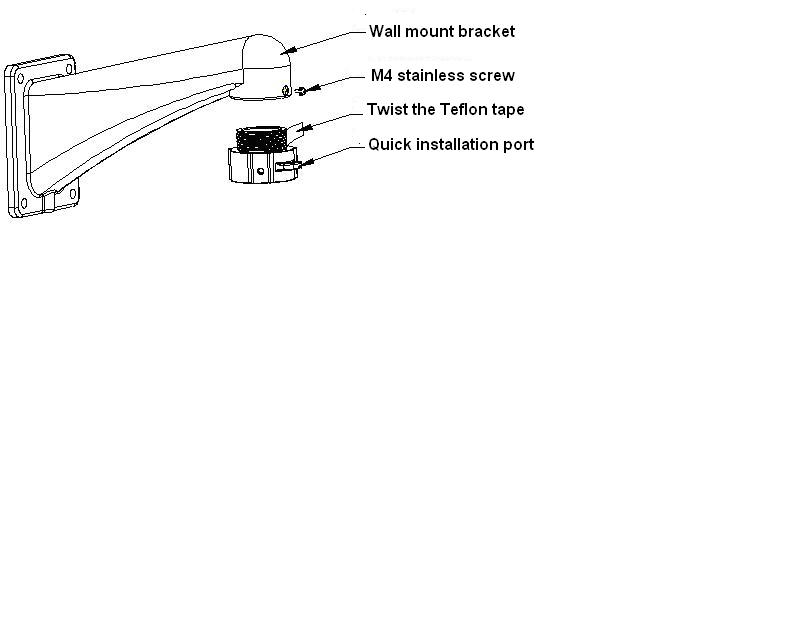 Wall mount bracket
M4 stainless screw
Twist the Teflon tape
Quick installation port